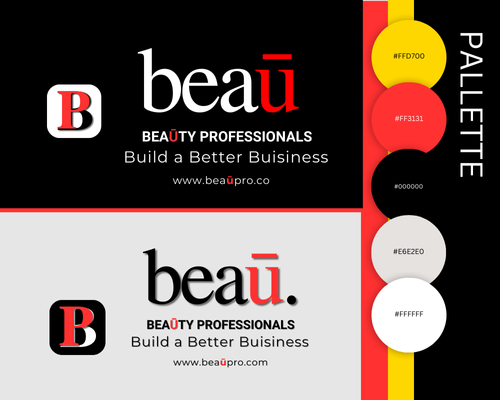 beaū
B
BEAŪTY PROFESSIONALS
Build a Better Buisiness
www.beaūpro.co
beaū.
B
BEAŪTY PROFESSIONALS
Build a Better Buisiness
www.beaūpro.com
PALLETTE
#FFD700
#FF3131
#000000
#E6E2E0
#FFFFFF